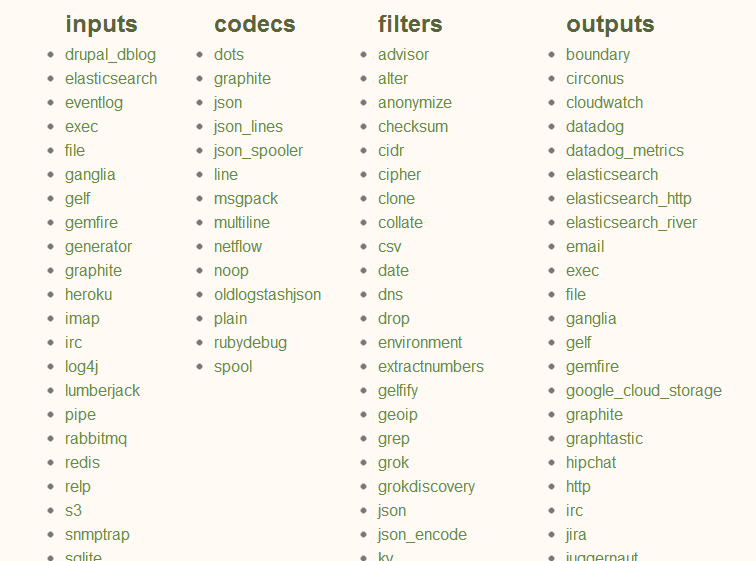 inputs
drupal_dblog
elasticsearch
eventlog
exec
file
ganglia
gelf
gemfire
generator
graphite
heroku
imap
irc
log4j
lumberjack
pipe
rabbitmq
redis
relp
s3
snmptrap
sqlite
codecs
dots
graphite
json
json_lines
json_spooler
line
msgpack
multiline
netflow
noop
oldlogstashjson
plain
rubydebug
spool
filters
advisor
alter
anonymize
checksum
cidr
cipher
clone
collate
csv
date
dns
drop
environment
extractnumbers
gelfify
geoip
grep
grok
grokdiscovery
json
json_encode
kv
outputs
boundary
circonus
cloudwatch
datadog
datadog_metrics
elasticsearch
elasticsearch_http
elasticsearch_river
email
exec
file
ganglia
gelf
gemfire
google_cloud_storage
graphite
graphtastic
hipchat
http
irc
jira
juggernaut